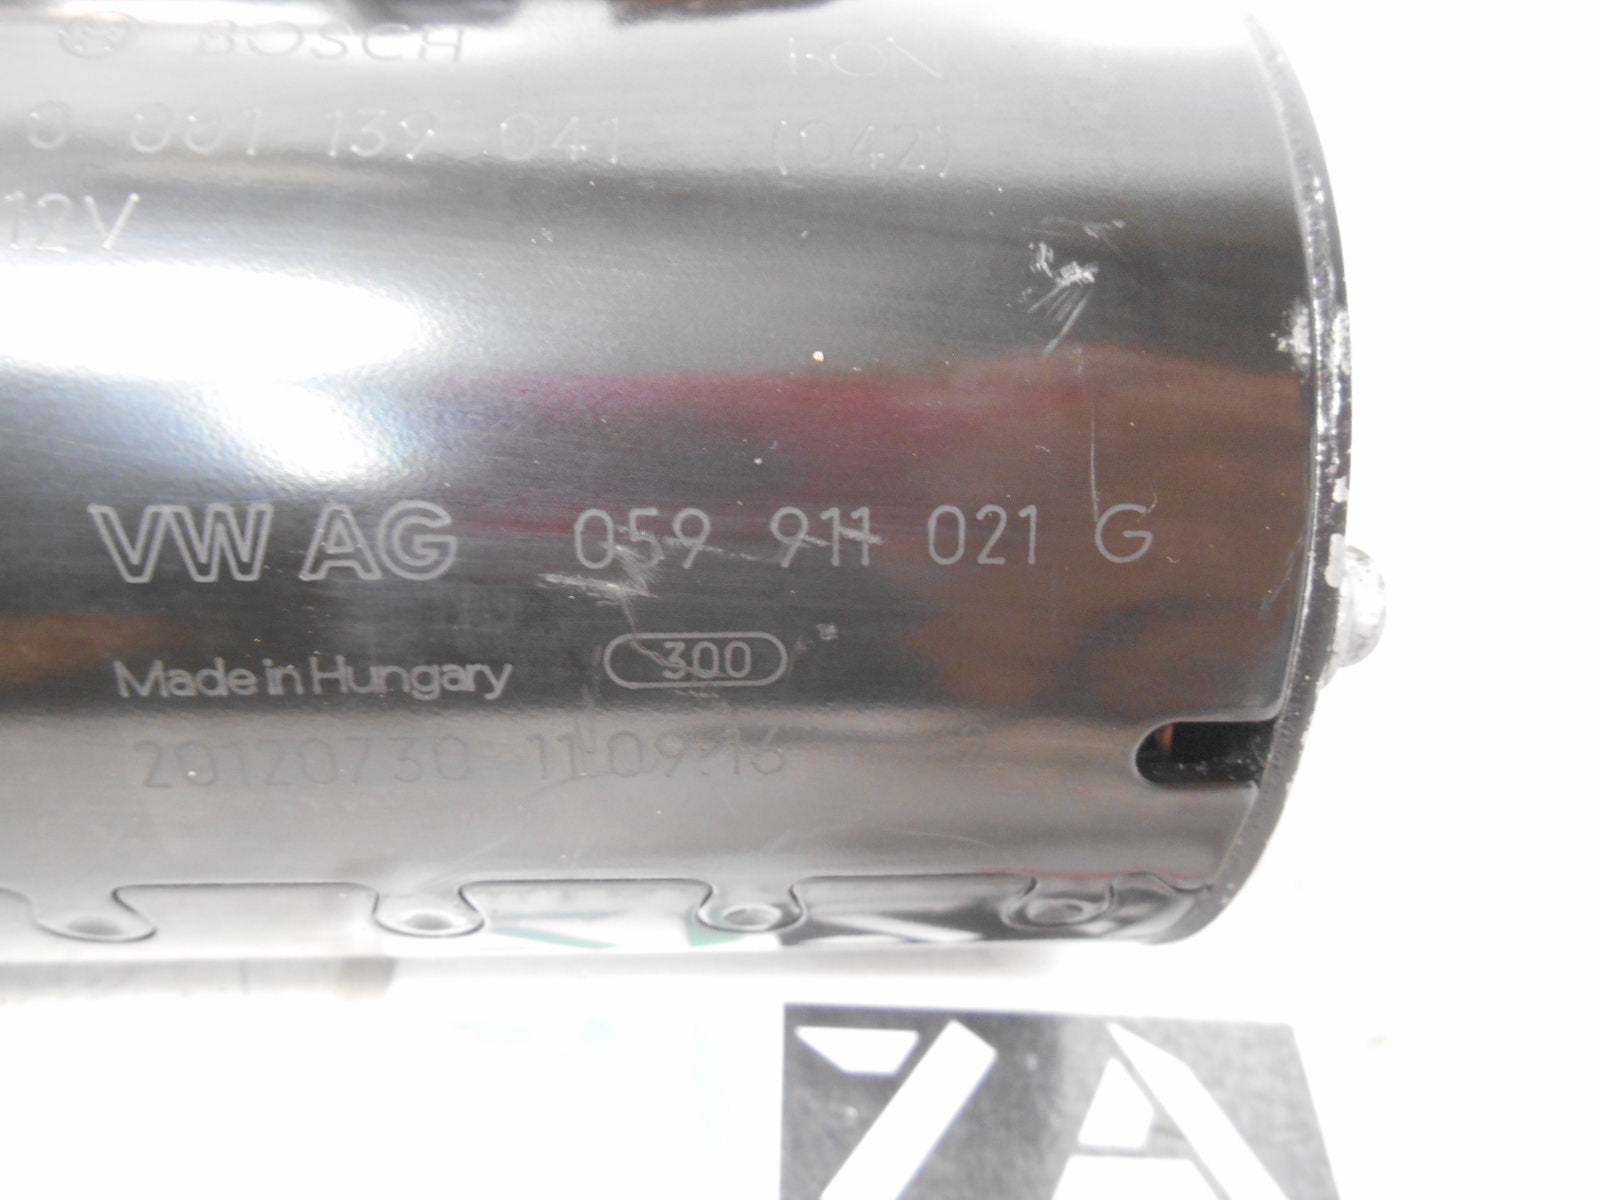 BOSCH
0 001 139 041 (042)
12V
VW AG 059 911 021 G
Made in Hungary 300
20120730 11:09:16 2